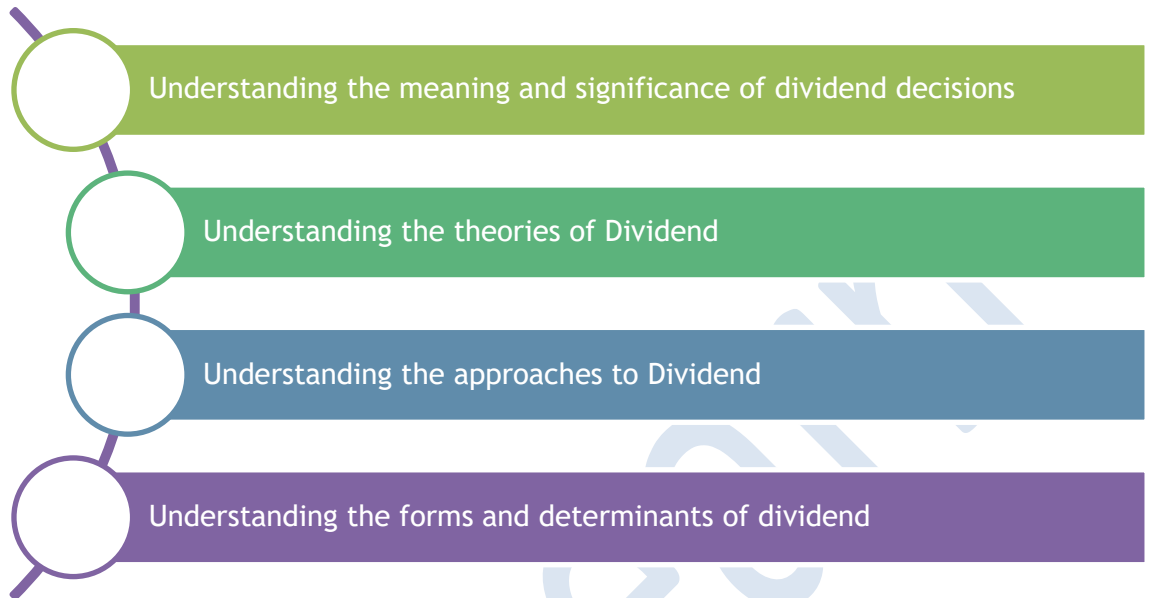 Understanding the meaning and significance of dividend decisions
Understanding the theories of Dividend
Understanding the approaches to Dividend
Understanding the forms and determinants of dividend